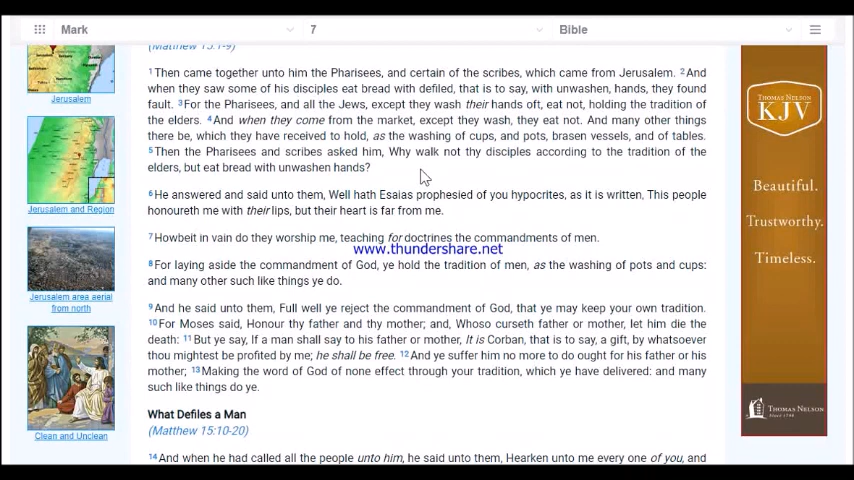 Mark 7 Bible
(Matthew 15:1-9)
1Then came together unto him the Pharisees, and certain of the scribes, which came from Jerusalem. 2And
when they saw some of his disciples eat bread with defiled, that is to say, with unwashen, hands, they found
fault. 3For the Pharisees, and all the Jews, except they wash their hands oft, eat not, holding the tradition of
the elders. 4And when they come from the market, except they wash, they eat not. And many other things
there be, which they have received to hold, as the washing of cups, and pots, brasen vessels, and of tables.
5Then the Pharisees and scribes asked him, Why walk not thy disciples according to the tradition of the
elders, but eat bread with unwashen hands?
6He answered and said unto them, Well hath Esaias prophesied of you hypocrites, as it is written, This people
honoureth me with their lips, but their heart is far from me.
7Howbeit in vain do they worship me, teaching for doctrines the commandments of men.
www.thundershare.net
8For laying aside the commandment of God, ye hold the tradition of men, as the washing of pots and cups:
and many other such like things ye do.
9And he said unto them, Full well ye reject the commandment of God, that ye may keep your own tradition.
10For Moses said, Honour thy father and thy mother; and, Whoso curseth father or mother, let him die the
death: 11But ye say, If a man shall say to his father or mother, It is Corban, that is to say, a gift, by whatsoever
thou mightest be profited by me; he shall be free. 12And ye suffer him no more to do ought for his father or his
mother; 13Making the word of God of none effect through your tradition, which ye have delivered: and many
such like things do ye.
What Defiles a Man
(Matthew 15:10-20)
14And when he had called all the people unto him, he said unto them, Hearken unto me every one of you, and
Jerusalem
Jerusalem and Region
Jerusalem area aerial
from north
Clean and Unclean
THOMAS NELSON
KJV
Beautiful.
Trustworthy.
Timeless.
THOMAS NELSON
Since 1798